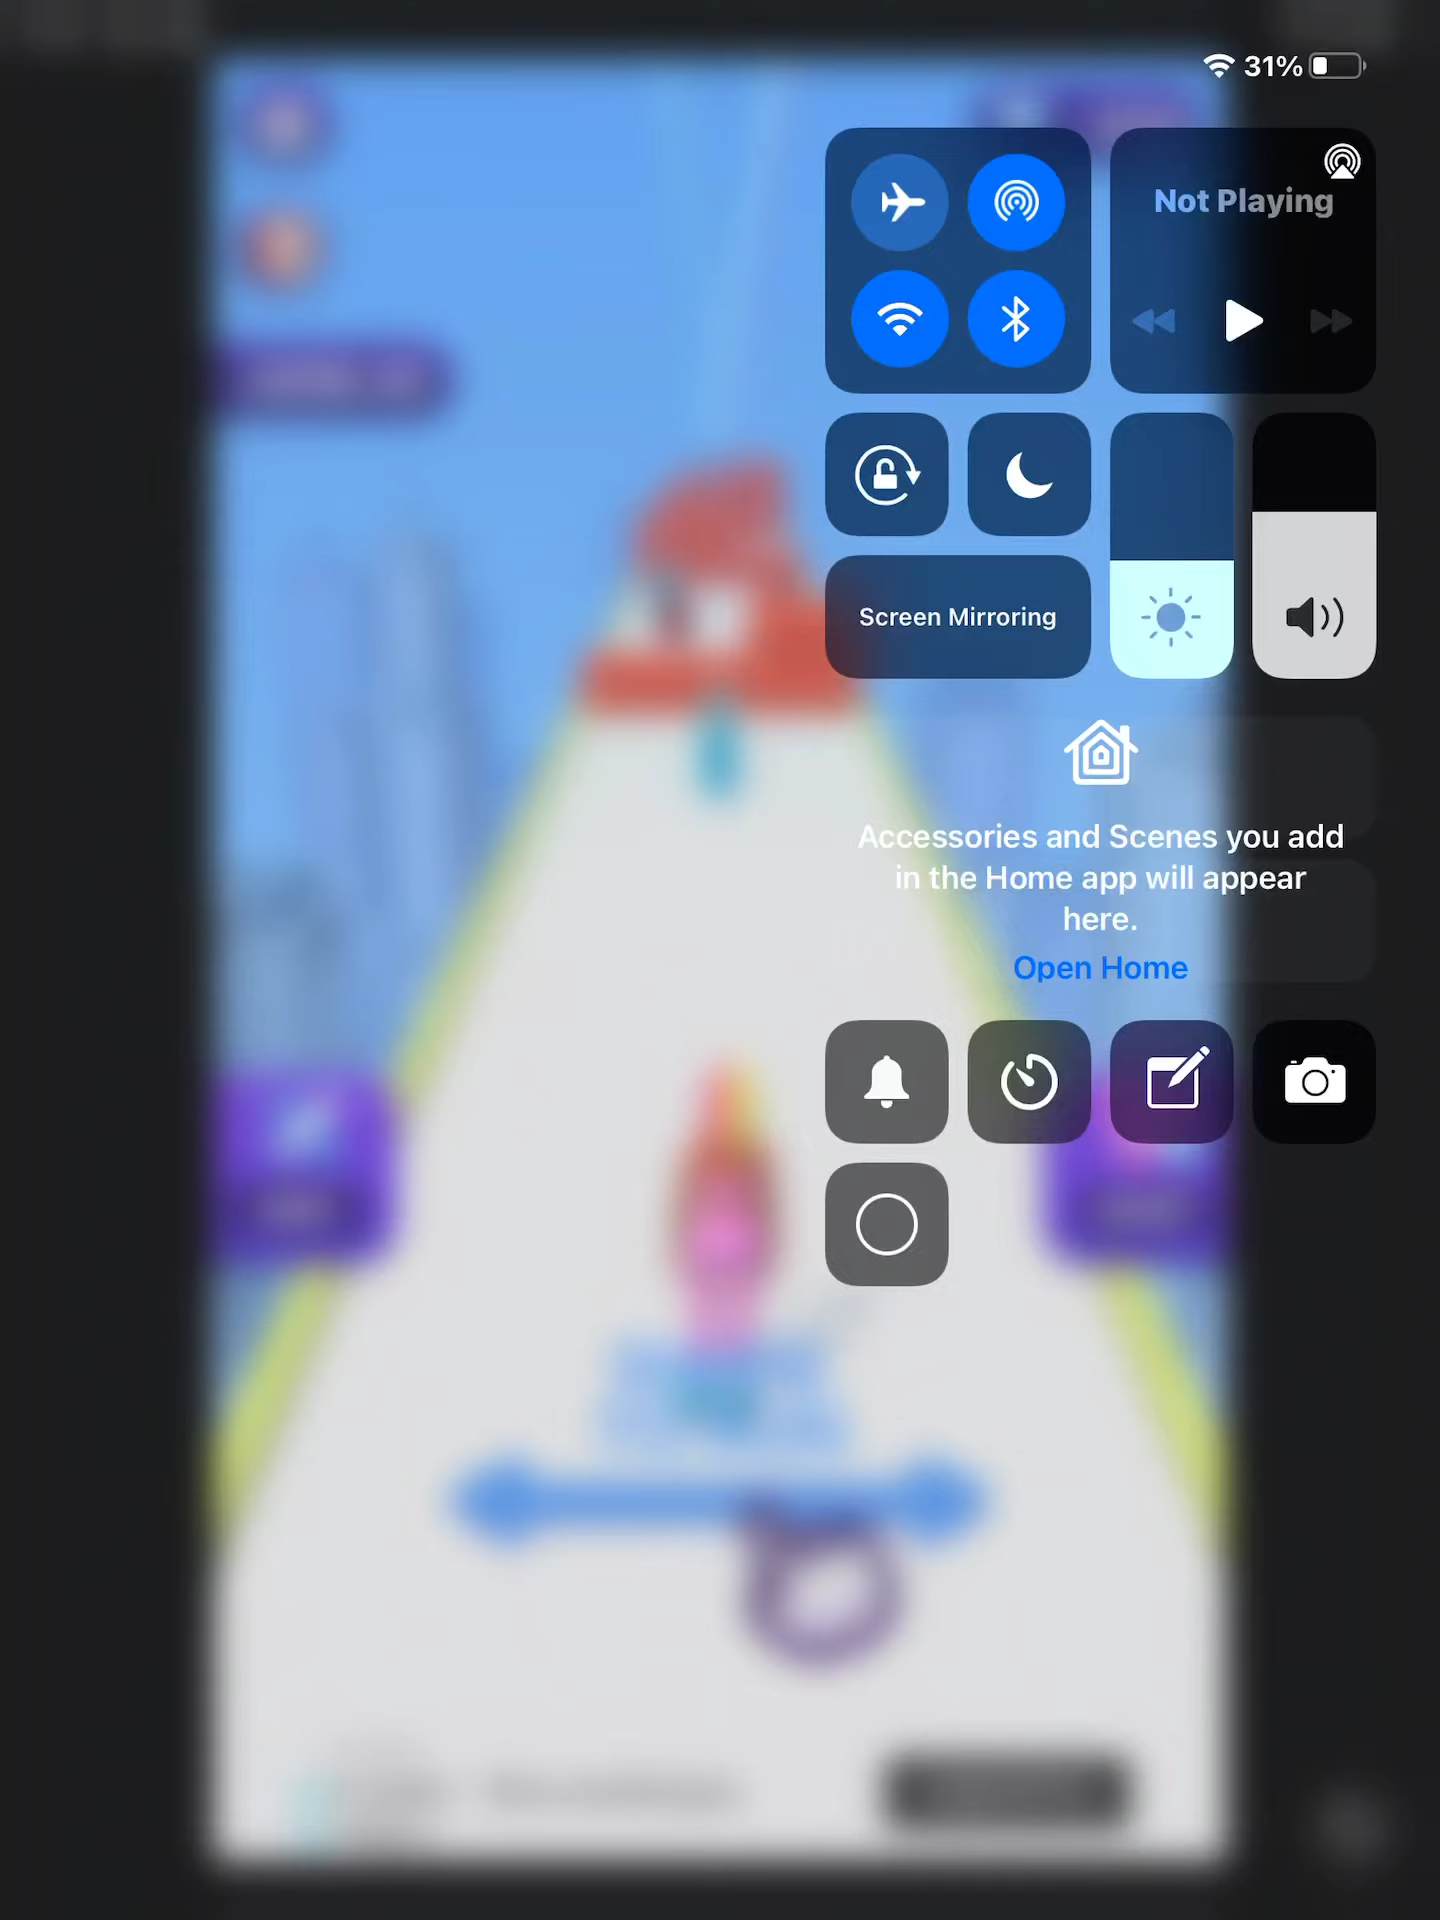 31%
Not Playing
Screen Mirroring
Accessories and Scenes you add
in the Home app will appear
here.
Open Home